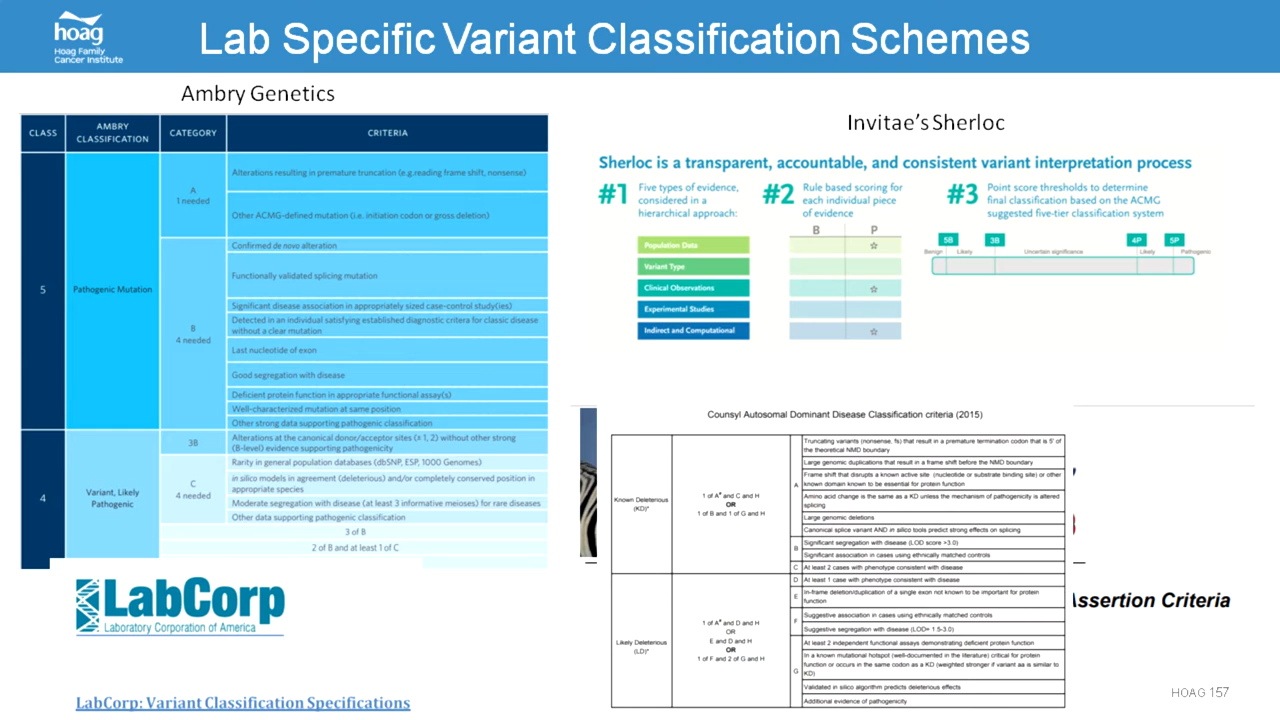 hoag
Hoag Family
Cancer Institute
Lab Specific Variant Classification Schemes
Ambry Genetics
CLASS
AMBRY
CLASSIFICATION
CATEGORY
CRITERIA
5
Pathogenic Mutation
A
1 needed
Alterations resulting in premature truncation (e.g.reading frame shift, nonsense)
Other ACMG-defined mutation (i.e. initiation codon or gross deletion)
B
4 needed
Confirmed de novo alteration
Functionally validated splicing mutation
Significant disease association in appropriately sized case-control study(ies)
Detected in an individual satisfying established diagnostic criteria for classic disease
without a clear mutation
Last nucleotide of exon
Good segregation with disease
Deficient protein function in appropriate functional assay(s)
Well-characterized mutation at same position
Other strong data supporting pathogenic classification
4
Variant, Likely
Pathogenic
3B
Alterations at the canonical donor/acceptor sites (± 1, 2) without other strong
(B-level) evidence supporting pathogenicity
C
4 needed
Rarity in general population databases (dbSNP, ESP, 1000 Genomes)
in silico models in agreement (deleterious) and/or completely conserved position in
appropriate species
Moderate segregation with disease (at least 3 informative meioses) for rare diseases
Other data supporting pathogenic classification
3 of B
2 of B and at least 1 of C
LabCorp
Laboratory Corporation of America
LabCorp: Variant Classification Specifications
Invitae's Sherloc
Sherloc is a transparent, accountable, and consistent variant interpretation process
#1
Five types of evidence,
considered in a
hierarchical approach:
Population Data
Variant Type
Clinical Observations
Experimental Studies
Indirect and Computational
#2
Rule based scoring for
each individual piece
of evidence
B P
#3
Point score thresholds to determine
final classification based on the ACMG
suggested five-tier classification system
5B 3B 4P 5P
Benign Likely Uncertain significance Likely Pathogenic
Counsyl Autosomal Dominant Disease Classification criteria (2015)
Known Deleterious
(KD)*
1 of A# and C and H
OR
1 of B and 1 of G and H
A
Truncating variants (nonsense, fs) that result in a premature termination codon that is 5' of
the theoretical NMD boundary
Large genomic duplications that result in a frame shift before the NMD boundary
Frame shift that disrupts a known active site (nucleotide or substrate binding site) or other
known domain known to be essential for protein function
Amino acid change is the same as a KD unless the mechanism of pathogenicity is altered
splicing
Large genomic deletions
Canonical splice variant AND in silico tools predict strong effects on splicing
B
Significant segregation with disease (LOD score >3.0)
Significant association in cases using ethnically matched controls
C
At least 2 cases with phenotype consistent with disease
Likely Deleterious
(LD)*
1 of A# and D and H
OR
E and D and H
OR
1 of F and 2 of G and H
D
At least 1 case with phenotype consistent with disease
E
In-frame deletion/duplication of a single exon not known to be important for protein
function
F
Suggestive association in cases using ethnically matched controls
Suggestive segregation with disease (LOD= 1.5-3.0)
G
At least 2 independent functional assays demonstrating deficient protein function
In a known mutational hotspot (well-documented in the literature) critical for protein
function or occurs in the same codon as a KD (weighted stronger if variant aa is similar to
KD)
Validated in silico algorithm predicts deleterious effects
Additional evidence of pathogenicity
Assertion Criteria
HOAG 157